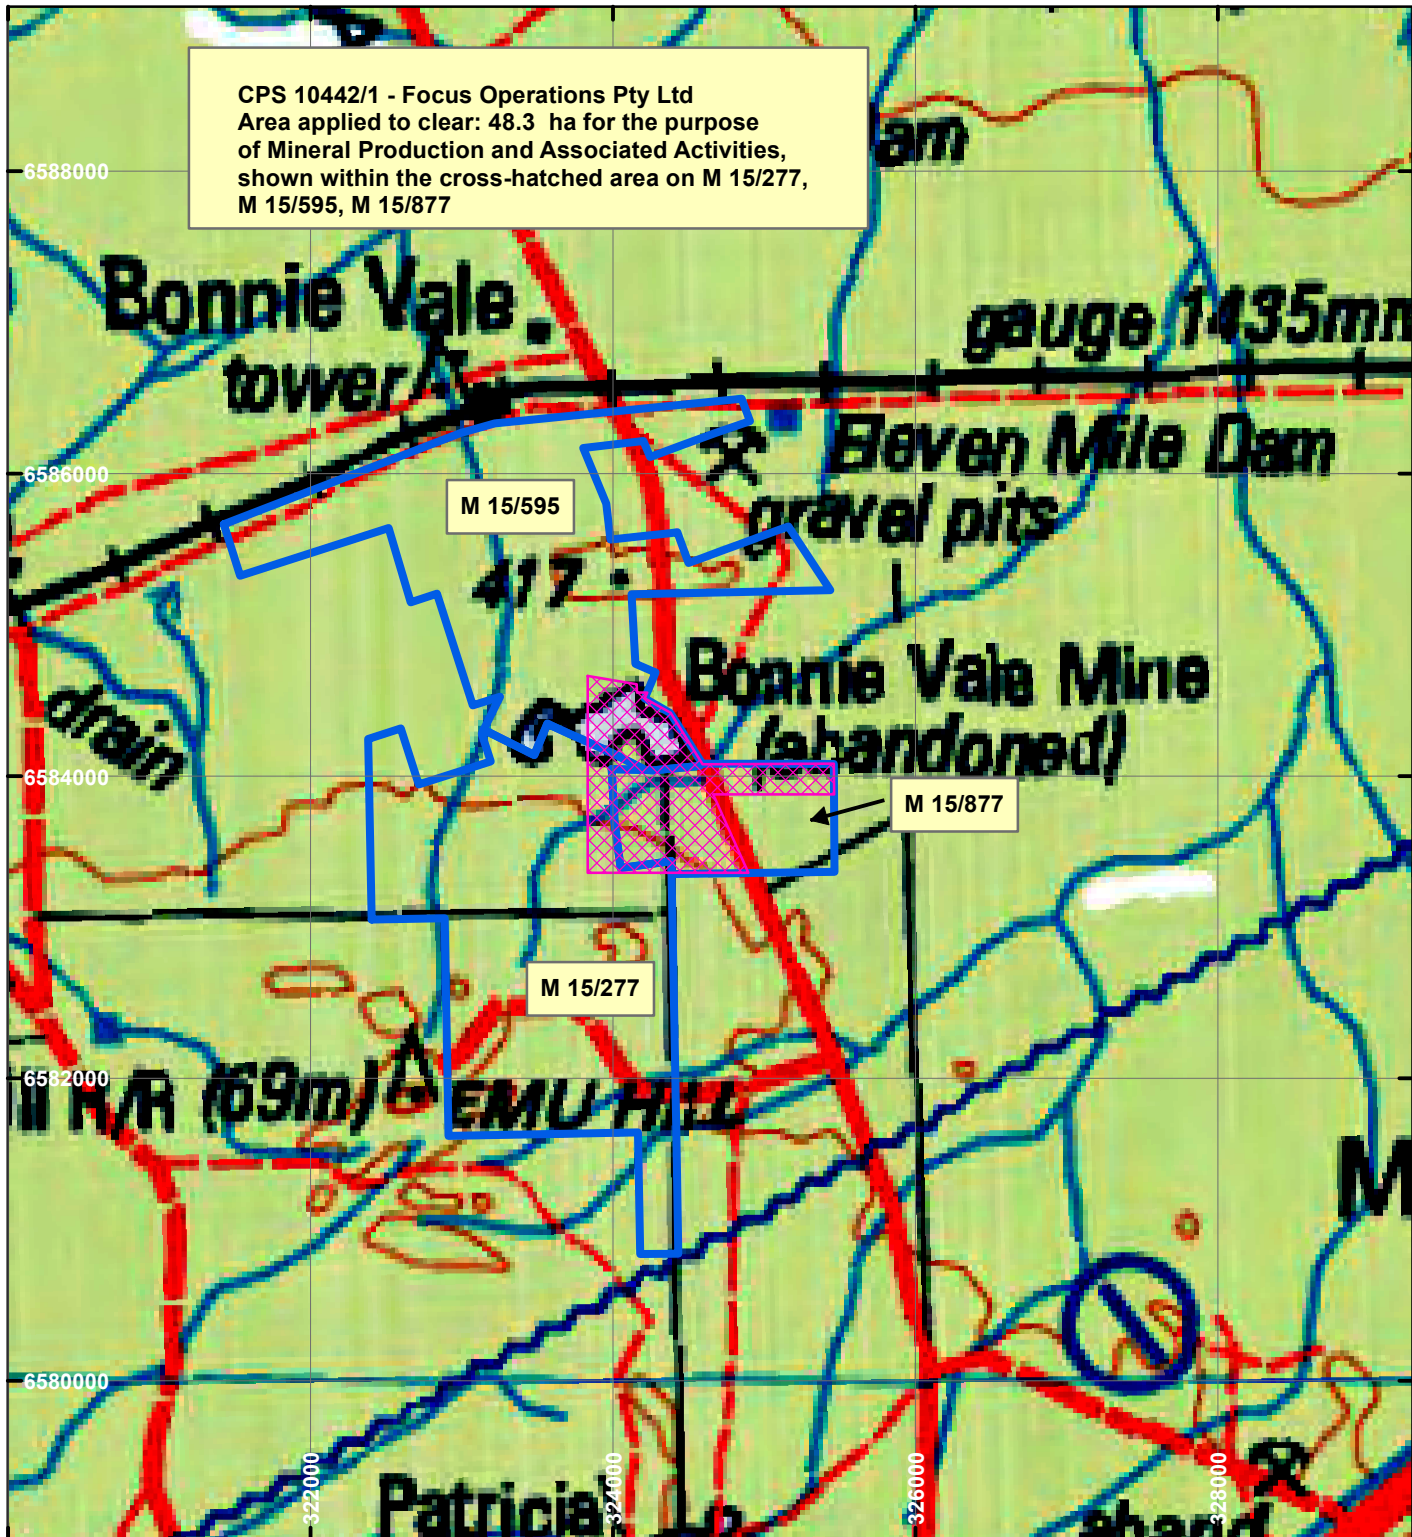 CPS 10442/1 - Focus Operations Pty Ltd
Area applied to clear: 48.3 ha for the purpose
of Mineral Production and Associated Activities,
shown within the cross-hatched area on M 15/277,
M 15/595, M 15/877
am
6588000
Bonnie Vale
gauge 1435mm
tower
Eleven Mile Dam
6586000
M 15/595
gravel pits
417
Bonnie Vale Mine
drain
(abandoned)
6584000
M 15/877
M 15/277
6582000
R/R (69m)
EMU HILL
M
6580000
322000
324000
326000
328000
Patricia
aband